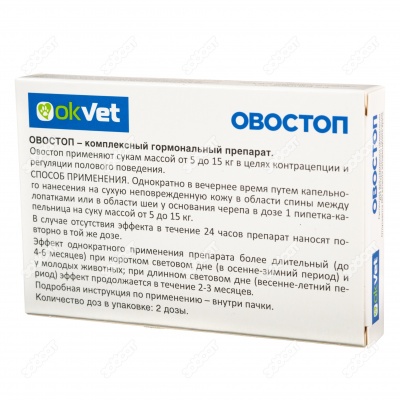 okvet
ОВОСТОП
ОВОСТОП
ОВОСТОП – комплексный гормональный препарат.
Овостоп применяют сукам массой от 5 до 15 кг в целях контрацепции и
регуляции полового поведения.
СПОСОБ ПРИМЕНЕНИЯ. Однократно в вечернее время путем капельно-
го нанесения на сухую неповрежденную кожу в области спины между
лопатками или в области шеи у основания черепа в дозе 1 пипетка-ка-
пельница на суку массой от 5 до 15 кг.
В случае отсутствия эффекта в течение 24 часов препарат наносят по-
вторно в той же дозе.
Эффект однократного применения препарата более длительный (до
4-6 месяцев) при коротком световом дне (в осенне-зимний период) и
у молодых животных; при длинном световом дне (весенне-летний пе-
риод) эффект продолжается в течение 2-3 месяцев.
Подробная инструкция по применению – внутри пачки.
Количество доз в упаковке: 2 дозы.